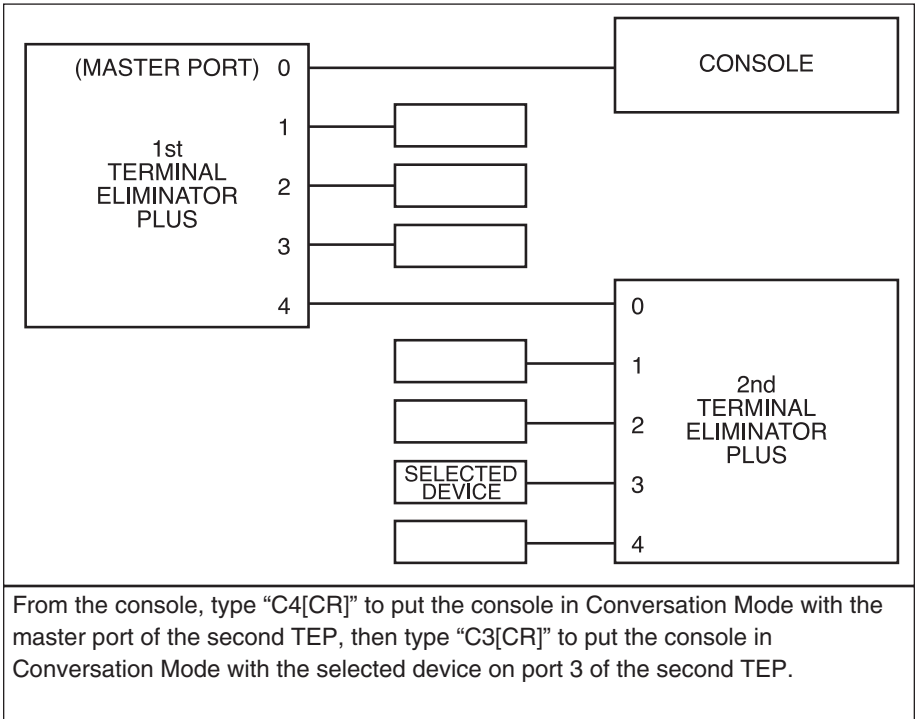 (MASTER PORT) 0
CONSOLE
1
1st
TERMINAL
ELIMINATOR
PLUS
2
3
4
0
1
2nd
TERMINAL
ELIMINATOR
PLUS
2
SELECTED
DEVICE
3
4
From the console, type “C4[CR]” to put the console in Conversation Mode with the
master port of the second TEP, then type “C3[CR]” to put the console in
Conversation Mode with the selected device on port 3 of the second TEP.